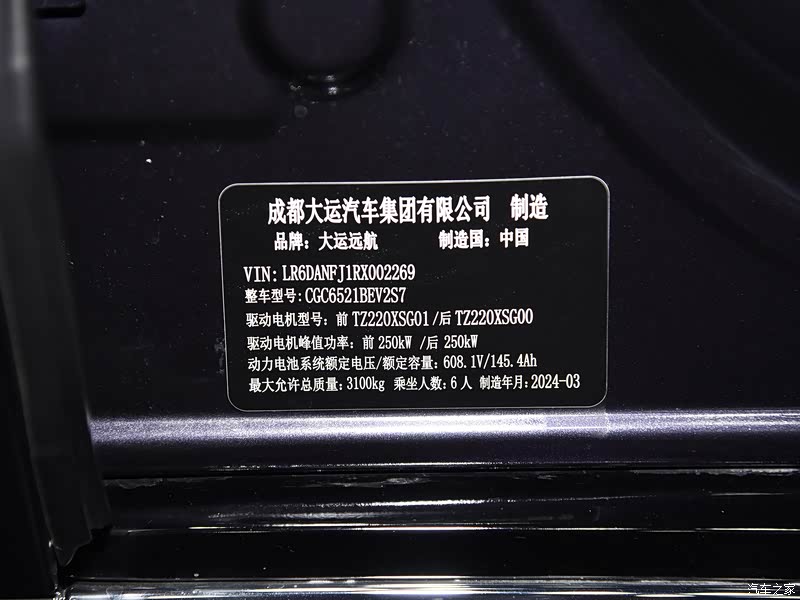 成都大运汽车集团有限公司 制造
品牌：大运远航 制造国：中国
VIN: LR6DANFJ1RX002269
整车型号: CGC6521BEV2S7
驱动电机型号: 前 TZ220XSG01 /后 TZ220XSG00
驱动电机峰值功率: 前 250kW /后 250kW
动力电池系统额定电压/额定容量: 608.1V/145.4Ah
最大允许总质量: 3100kg 乘坐人数: 6 人 制造年月: 2024-03
汽车之家